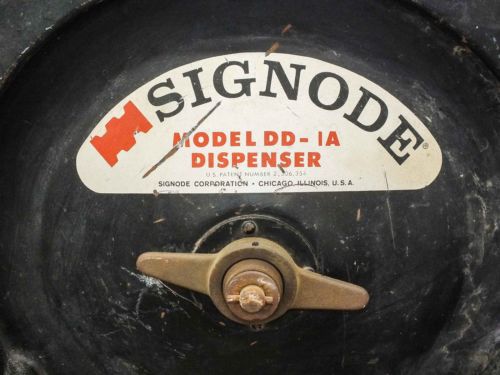 SIGNODE®
MODEL DD-1A
DISPENSER
U.S. PATENT NUMBER
SIGNODE CORPORATION • CHICAGO, ILLINOIS, U.S.A.